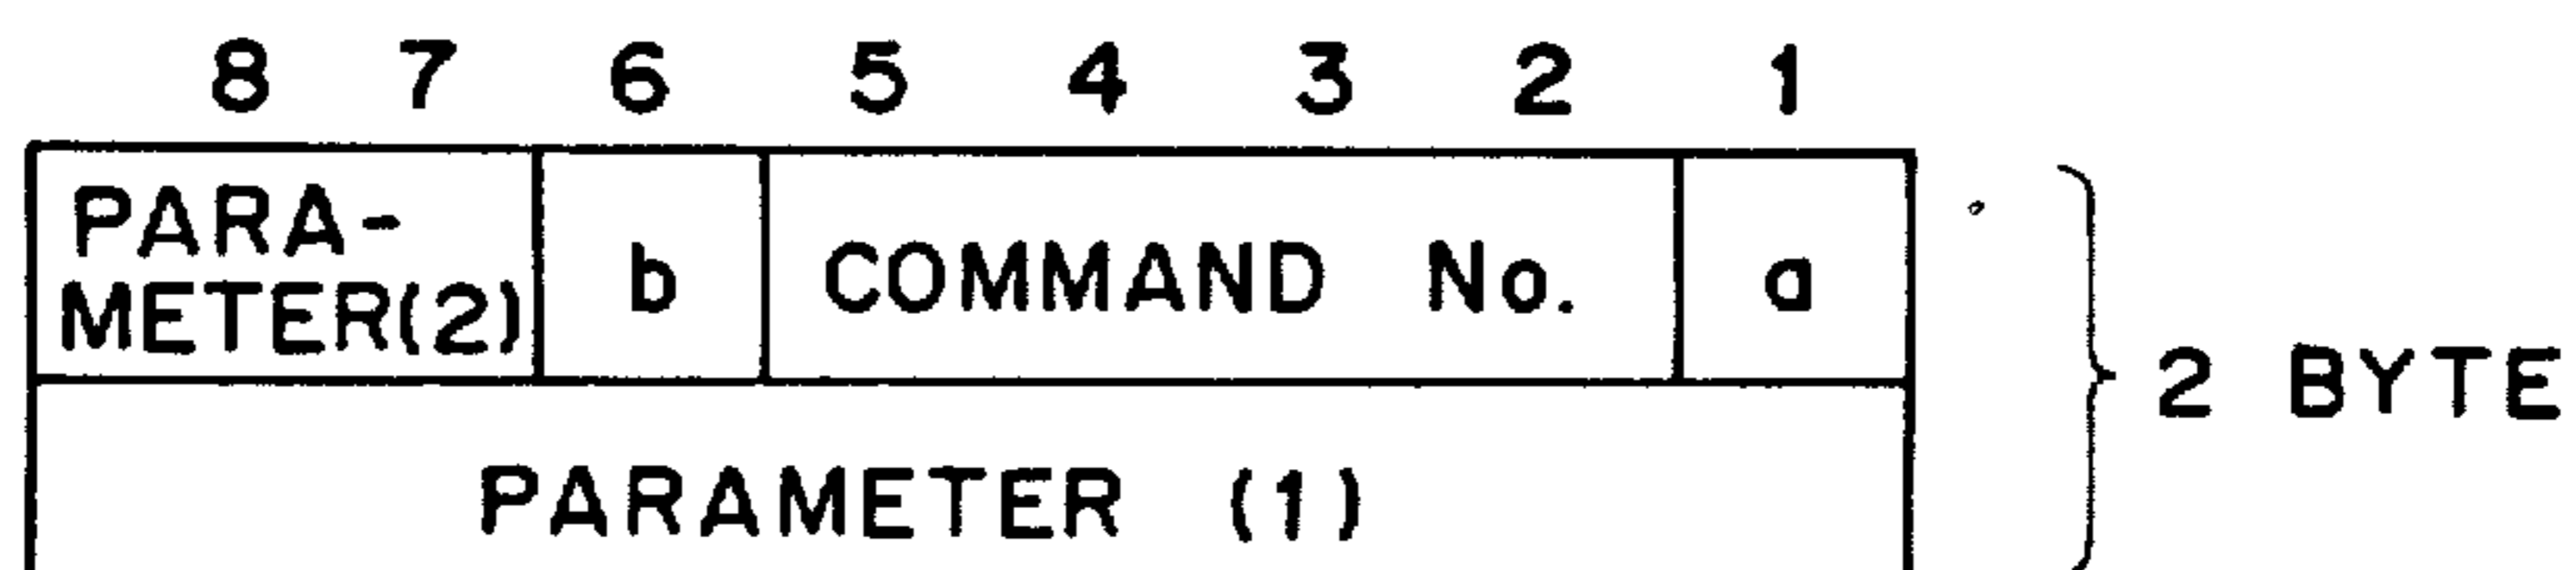 8 7 6 5 4 3 2 1
PARA-
METER(2) b COMMAND No. a
2 BYTE
PARAMETER (1)